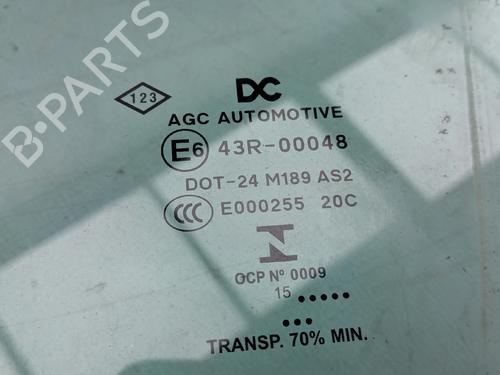 B-PARTS
123
DC
AGC AUTOMOTIVE
E6 43R-00048
DOT-24 M189 AS2
CCC E000255 20C
OCP Nº 0009
15 .....
...
TRANSP. 70% MIN.